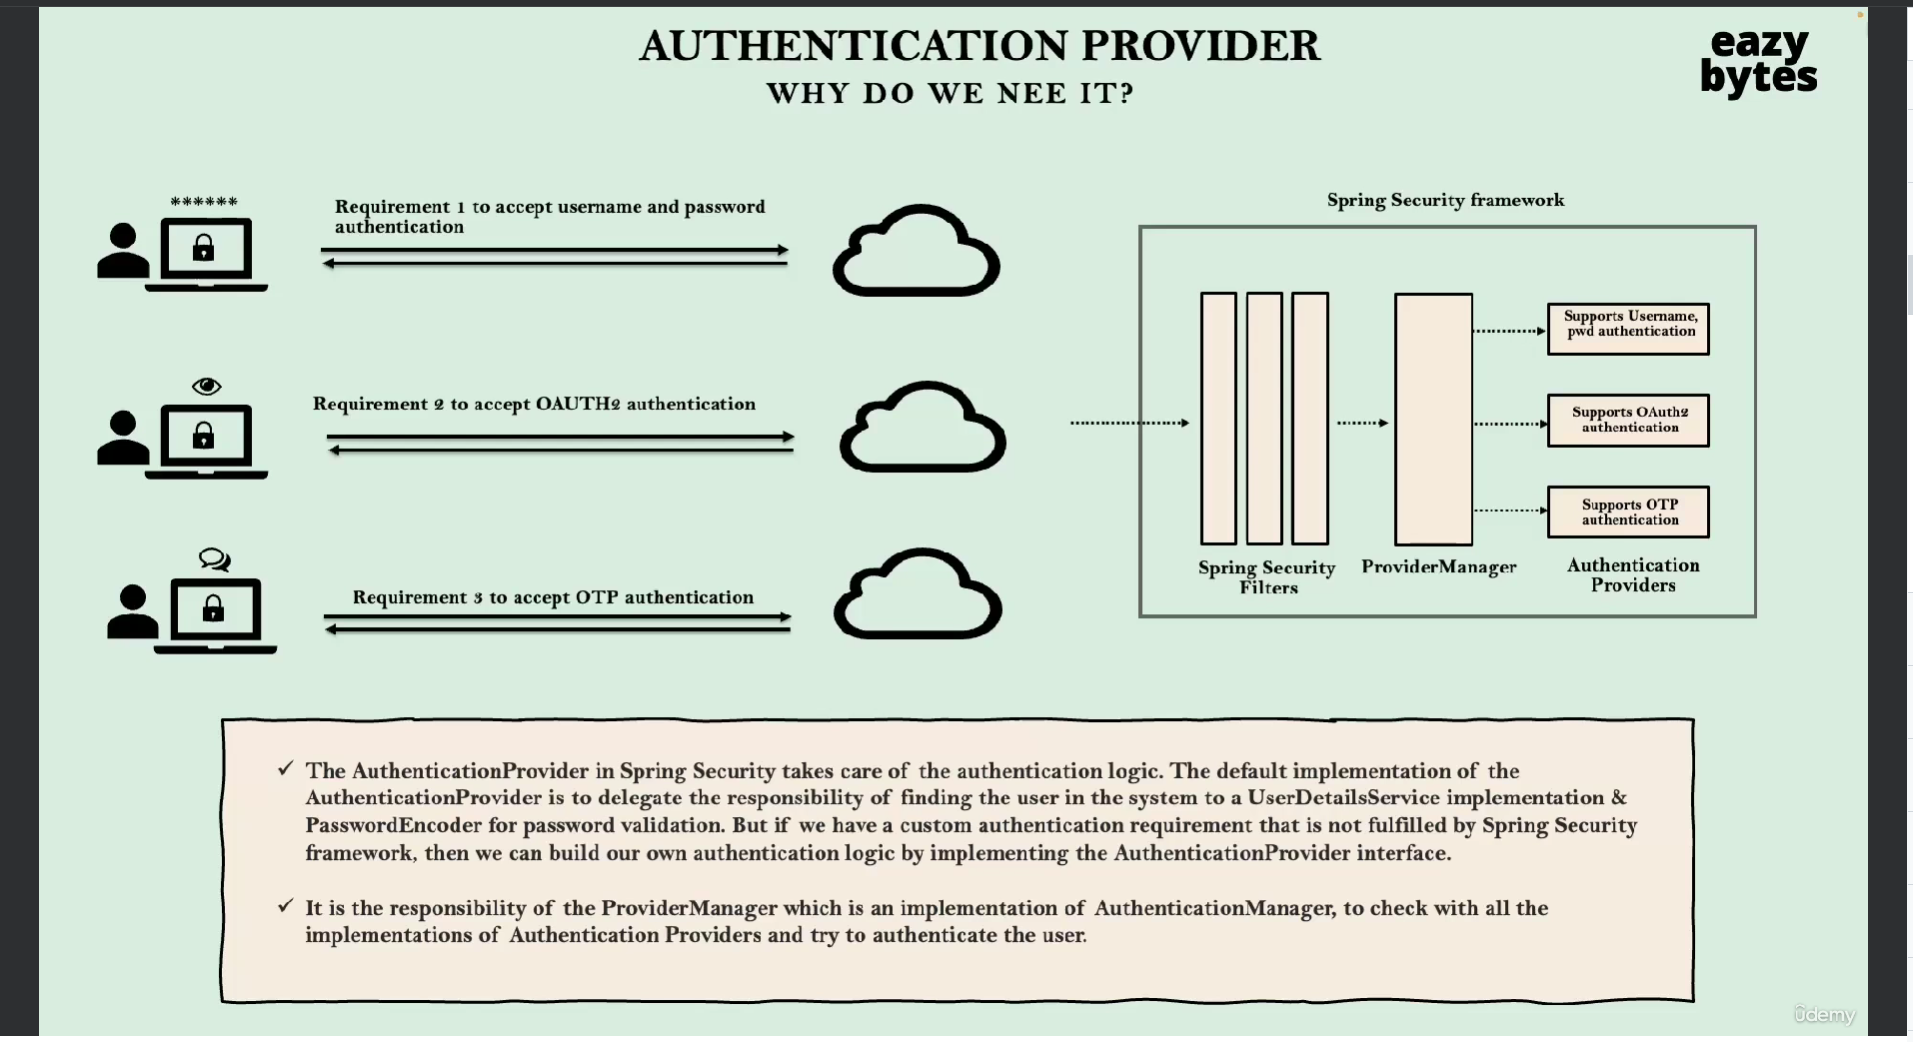 AUTHENTICATION PROVIDER
WHY DO WE NEE IT?
eazy
bytes
******
Requirement 1 to accept username and password
authentication
Requirement 2 to accept OAUTH2 authentication
Requirement 3 to accept OTP authentication
Spring Security framework
Supports Username,
pwd authentication
Supports OAuth2
authentication
Supports OTP
authentication
Spring Security
Filters
ProviderManager
Authentication
Providers
✓ The AuthenticationProvider in Spring Security takes care of the authentication logic. The default implementation of the
AuthenticationProvider is to delegate the responsibility of finding the user in the system to a UserDetailsService implementation &
PasswordEncoder for password validation. But if we have a custom authentication requirement that is not fulfilled by Spring Security
framework, then we can build our own authentication logic by implementing the AuthenticationProvider interface.
✓ It is the responsibility of the ProviderManager which is an implementation of AuthenticationManager, to check with all the
implementations of Authentication Providers and try to authenticate the user.
ûdemy